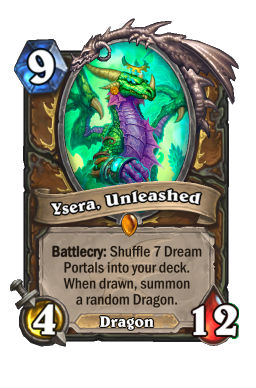 9
Ysera, Unleashed
Battlecry: Shuffle 7 Dream
Portals into your deck.
When drawn, summon
a random Dragon.
4
Dragon
12